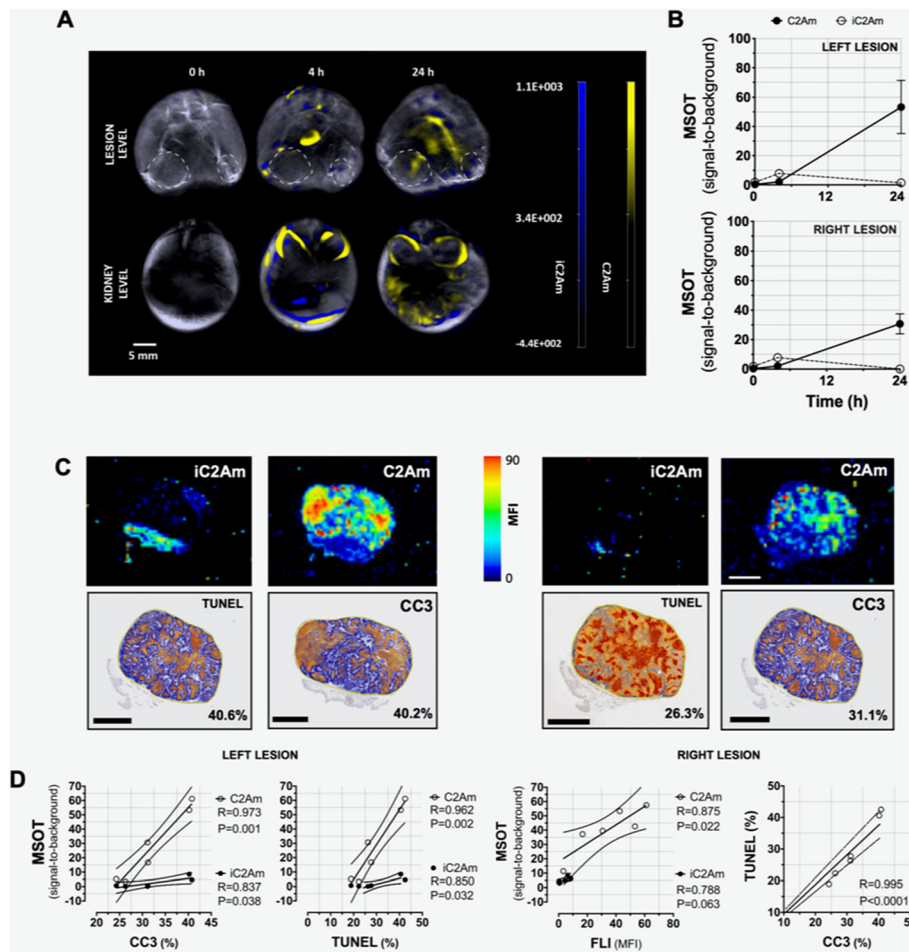 A
0 h
4 h
24 h
LESION LEVEL
KIDNEY LEVEL
5 mm
1.1E+003
3.4E+002
-4.4E+002
iC2Am
C2Am
B
C2Am
iC2Am
LEFT LESION
MSOT
(signal-to-background)
100
80
60
40
20
0
0
12
24
RIGHT LESION
MSOT
(signal-to-background)
100
80
60
40
20
0
0
12
24
Time (h)
C
iC2Am
C2Am
90
MFI
0
iC2Am
C2Am
TUNEL
40.6%
CC3
40.2%
TUNEL
26.3%
CC3
31.1%
LEFT LESION
RIGHT LESION
D
MSOT
(signal-to-background)
70
60
50
40
30
20
10
0
-10
C2Am
R=0.973
P=0.001
iC2Am
R=0.837
P=0.038
20 25 30 35 40 45
CC3 (%)
70
60
50
40
30
20
10
0
-10
C2Am
R=0.962
P=0.002
iC2Am
R=0.850
P=0.032
0 10 20 30 40 50
TUNEL (%)
MSOT
(signal-to-background)
70
60
50
40
30
20
10
0
-10
C2Am
R=0.875
P=0.022
iC2Am
R=0.788
P=0.063
0 20 40 60 80
FLI (MFI)
TUNEL (%)
50
40
30
20
10
R=0.995
P<0.0001
10 20 30 40
CC3 (%)